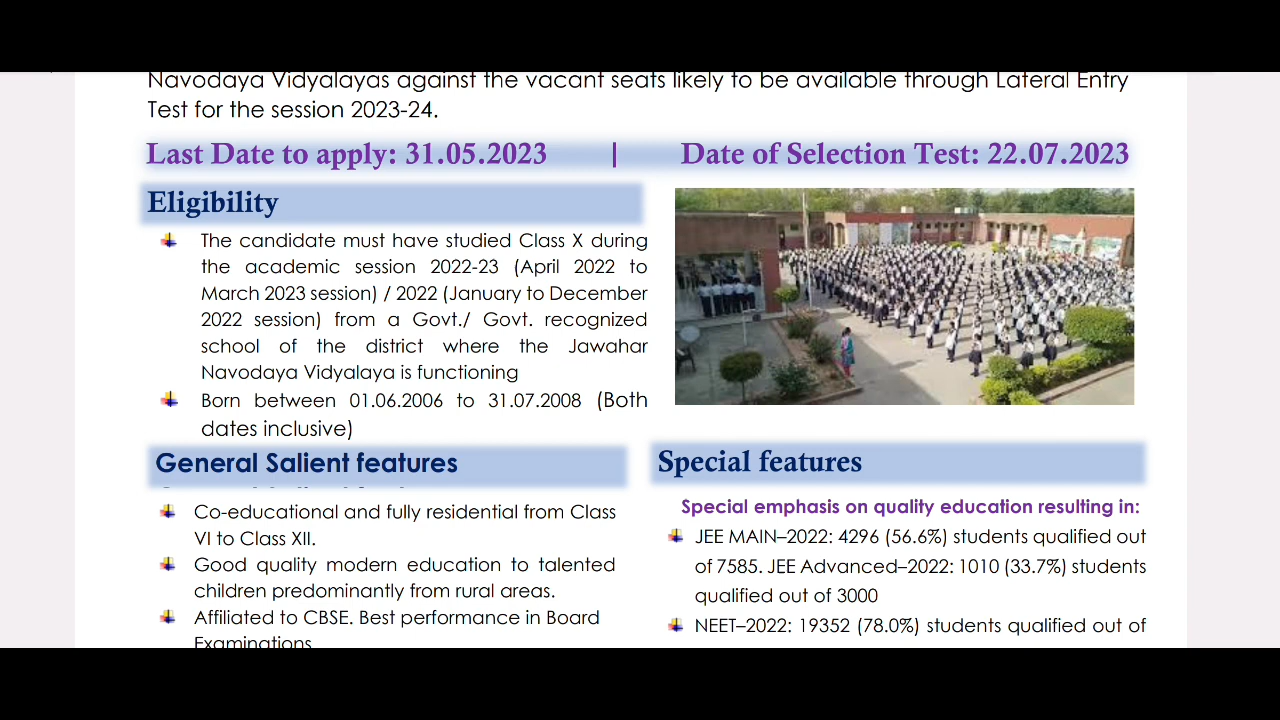 Navodaya Vidyalayas against the vacant seats likely to be available through Lateral Entry
Test for the session 2023-24.
Last Date to apply: 31.05.2023 | Date of Selection Test: 22.07.2023
Eligibility
The candidate must have studied Class X during
the academic session 2022-23 (April 2022 to
March 2023 session) / 2022 (January to December
2022 session) from a Govt./ Govt. recognized
school of the district where the Jawahar
Navodaya Vidyalaya is functioning
Born between 01.06.2006 to 31.07.2008 (Both
dates inclusive)
General Salient features
Co-educational and fully residential from Class
VI to Class XII.
Good quality modern education to talented
children predominantly from rural areas.
Affiliated to CBSE. Best performance in Board
Examinations
Special features
Special emphasis on quality education resulting in:
JEE MAIN–2022: 4296 (56.6%) students qualified out
of 7585. JEE Advanced–2022: 1010 (33.7%) students
qualified out of 3000
NEET–2022: 19352 (78.0%) students qualified out of